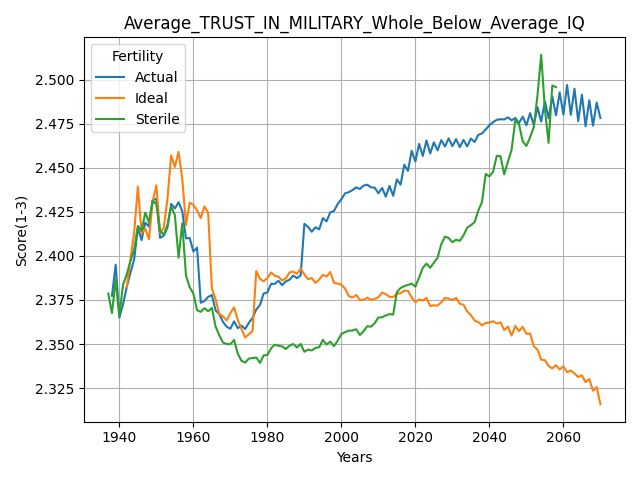 Average_TRUST_IN_MILITARY_Whole_Below_Average_IQ
Fertility
Actual
Ideal
Sterile
Score(1-3)
2.500
2.475
2.450
2.425
2.400
2.375
2.350
2.325
1940
1960
1980
2000
2020
2040
2060
Years